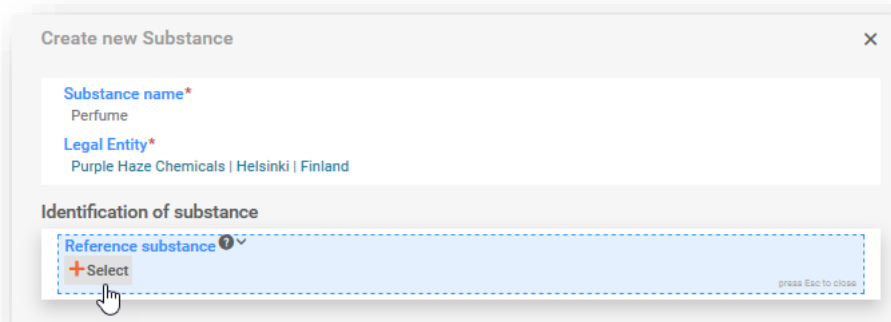 Create new Substance
Substance name*
Perfume
Legal Entity*
Purple Haze Chemicals | Helsinki | Finland
Identification of substance
Reference substance ?
+Select
press Esc to close